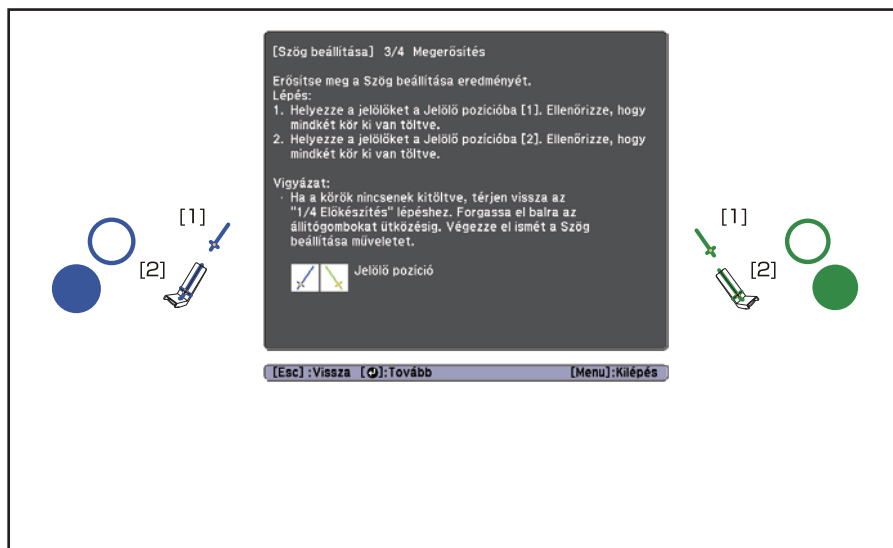 [Szög beállítása] 3/4 Megerősítés
Erősítse meg a Szög beállítása eredményét.
Lépés:
1. Helyezze a jelölőket a Jelölő pozícióba [1]. Ellenőrizze, hogy
mindkét kör ki van töltve.
2. Helyezze a jelölőket a Jelölő pozícióba [2]. Ellenőrizze, hogy
mindkét kör ki van töltve.
Vigyázat:
· Ha a körök nincsenek kitöltve, térjen vissza az
"1/4 Előkészítés" lépéshez. Forgassa el balra az
állítógombokat ütközésig. Végezze el ismét a Szög
beállítása műveletet.
Jelölő pozíció
[1]
[2]
[1]
[2]
[Esc] :Vissza [⏎]:Tovább [Menu]:Kilépés